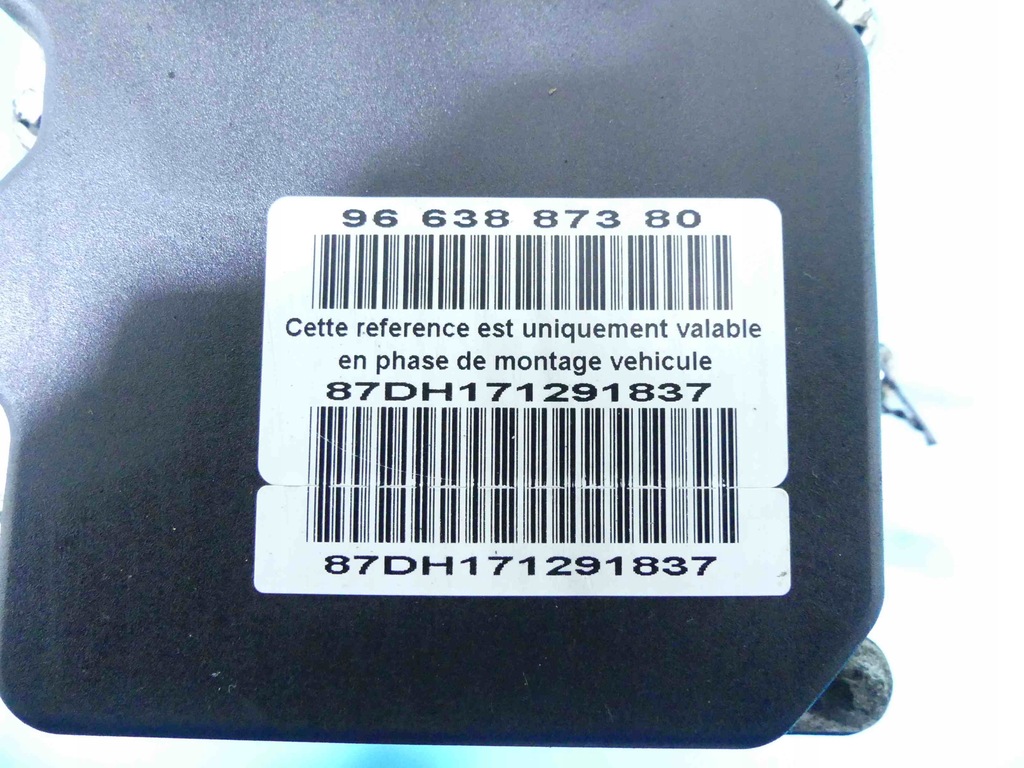 96 638 873 80
Cette reference est uniquement valable
en phase de montage vehicule
87DH171291837
87DH171291837